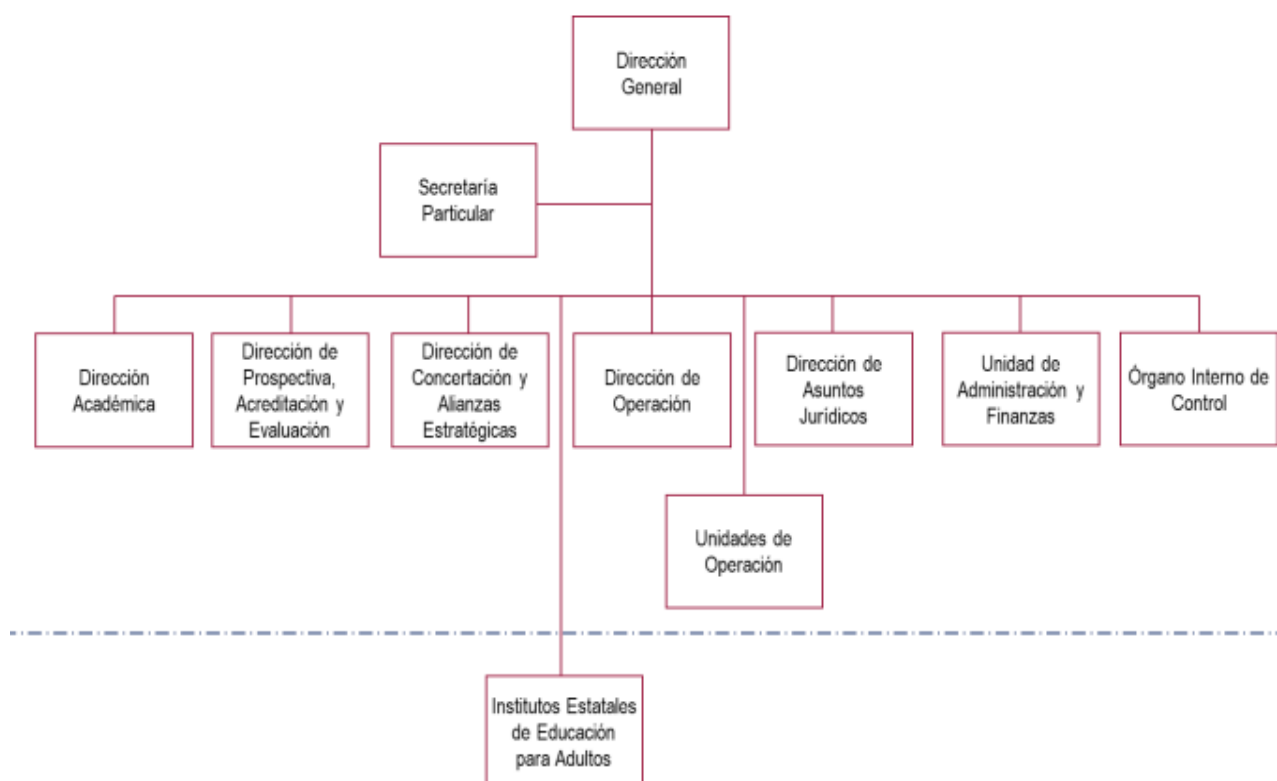 Dirección
General
Secretaría
Particular
Dirección
Académica
Dirección de
Prospectiva,
Acreditación y
Evaluación
Dirección de
Concertación y
Alianzas
Estratégicas
Dirección de
Operación
Dirección de
Asuntos
Jurídicos
Unidad de
Administración y
Finanzas
Órgano Interno de
Control
Unidades de
Operación
Institutos Estatales
de Educación
para Adultos